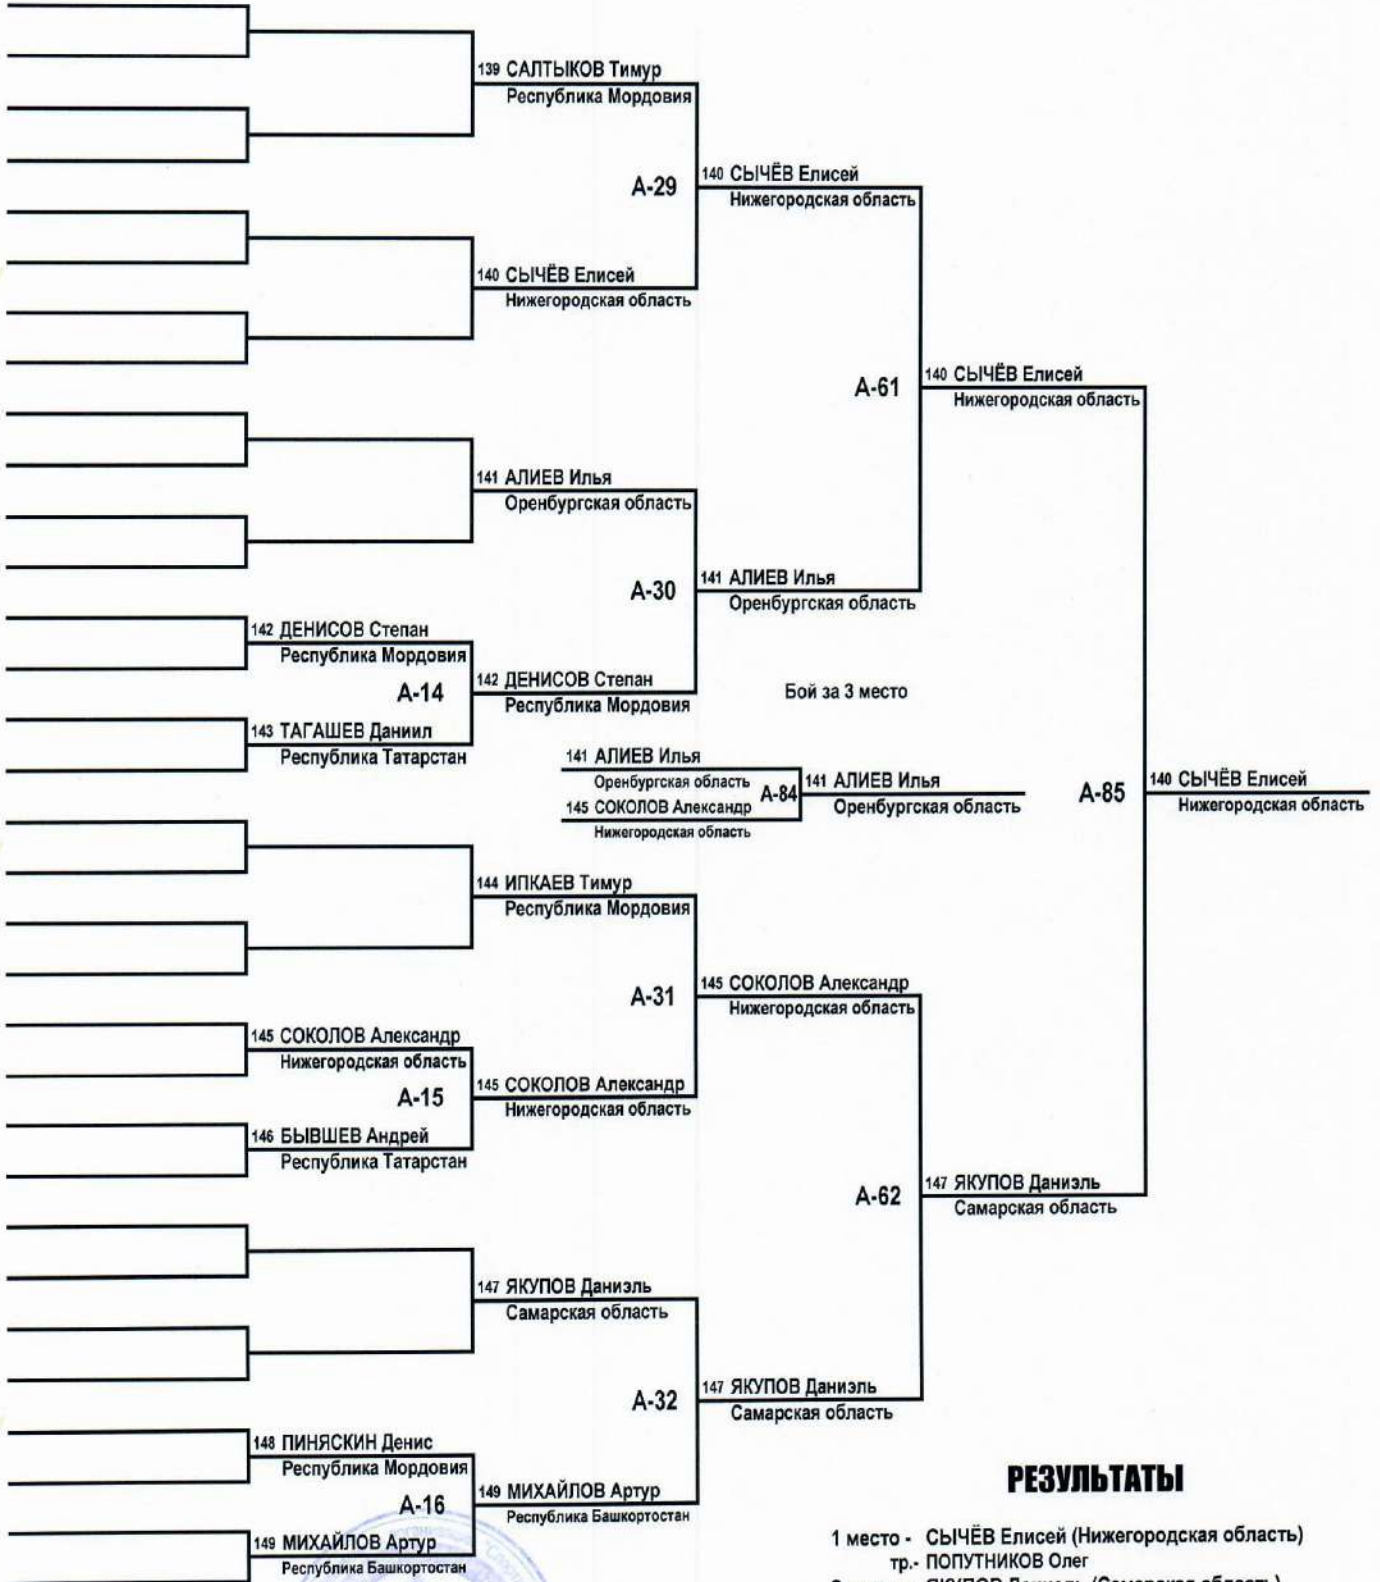 139 САЛТЫКОВ Тимур
Республика Мордовия
А-29
140 СЫЧЁВ Елисей
Нижегородская область
140 СЫЧЁВ Елисей
Нижегородская область
А-61
140 СЫЧЁВ Елисей
Нижегородская область
141 АЛИЕВ Илья
Оренбургская область
А-30
141 АЛИЕВ Илья
Оренбургская область
142 ДЕНИСОВ Степан
Республика Мордовия
А-14
142 ДЕНИСОВ Степан
Республика Мордовия
Бой за 3 место
143 ТАГАШЕВ Даниил
Республика Татарстан
141 АЛИЕВ Илья
Оренбургская область
А-84
141 АЛИЕВ Илья
Оренбургская область
145 СОКОЛОВ Александр
Нижегородская область
А-85
140 СЫЧЁВ Елисей
Нижегородская область
144 ИПКАЕВ Тимур
Республика Мордовия
А-31
145 СОКОЛОВ Александр
Нижегородская область
145 СОКОЛОВ Александр
Нижегородская область
А-15
145 СОКОЛОВ Александр
Нижегородская область
146 БЫВШЕВ Андрей
Республика Татарстан
А-62
147 ЯКУПОВ Даниэль
Самарская область
147 ЯКУПОВ Даниэль
Самарская область
А-32
147 ЯКУПОВ Даниэль
Самарская область
148 ПИНЯСКИН Денис
Республика Мордовия
А-16
149 МИХАЙЛОВ Артур
Республика Башкортостан
149 МИХАЙЛОВ Артур
Республика Башкортостан
РЕЗУЛЬТАТЫ
1 место - СЫЧЁВ Елисей (Нижегородская область)
тр.- ПОПУТНИКОВ Олег
ЯКУПОВ Даниэль (Самарская область)